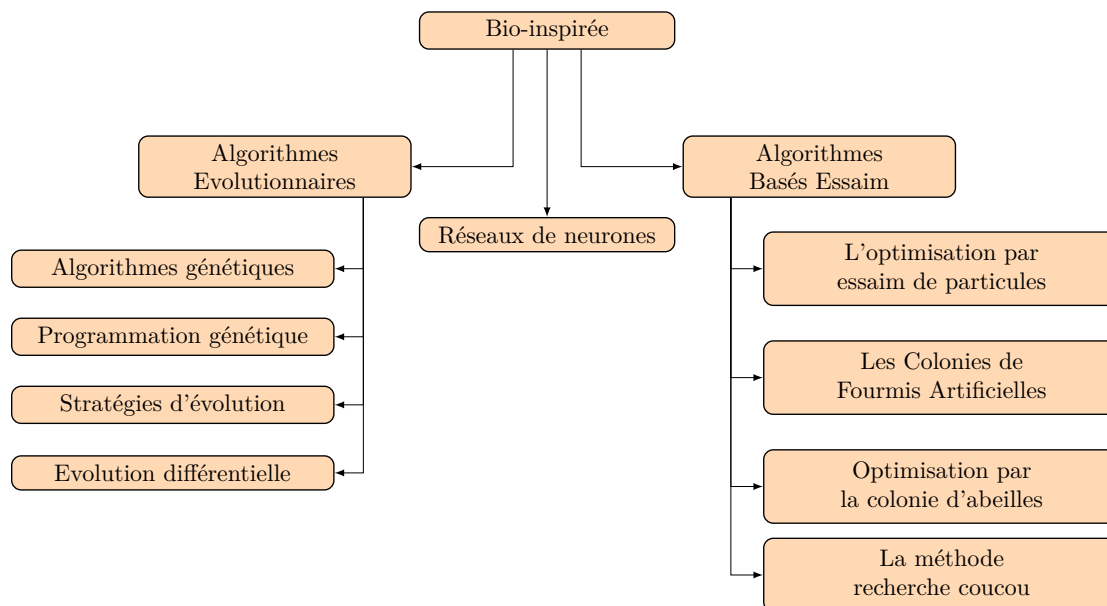 Bio-inspirée
Algorithmes
Evolutionnaires
Algorithmes
Basés Essaim
Réseaux de neurones
Algorithmes génétiques
Programmation génétique
Stratégies d'évolution
Evolution différentielle
L'optimisation par
essaim de particules
Les Colonies de
Fourmis Artificielles
Optimisation par
la colonie d'abeilles
La méthode
recherche coucou